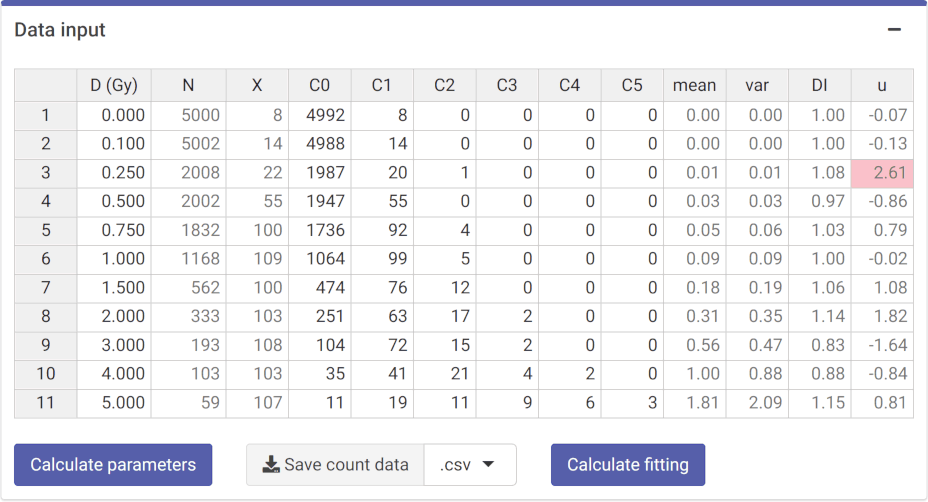 Data input
D (Gy) N X C0 C1 C2 C3 C4 C5 mean var DI u
1 0.000 5000 8 4992 8 0 0 0 0 0.00 0.00 1.00 -0.07
2 0.100 5002 14 4988 14 0 0 0 0 0.00 0.00 1.00 -0.13
3 0.250 2008 22 1987 20 1 0 0 0 0.01 0.01 1.08 2.61
4 0.500 2002 55 1947 55 0 0 0 0 0.03 0.03 0.97 -0.86
5 0.750 1832 100 1736 92 4 0 0 0 0.05 0.06 1.03 0.79
6 1.000 1168 109 1064 99 5 0 0 0 0.09 0.09 1.00 -0.02
7 1.500 562 100 474 76 12 0 0 0 0.18 0.19 1.06 1.08
8 2.000 333 103 251 63 17 2 0 0 0.31 0.35 1.14 1.82
9 3.000 193 108 104 72 15 2 0 0 0.56 0.47 0.83 -1.64
10 4.000 103 103 35 41 21 4 2 0 1.00 0.88 0.88 -0.84
11 5.000 59 107 11 19 11 9 6 3 1.81 2.09 1.15 0.81
Calculate parameters Save count data .csv Calculate fitting